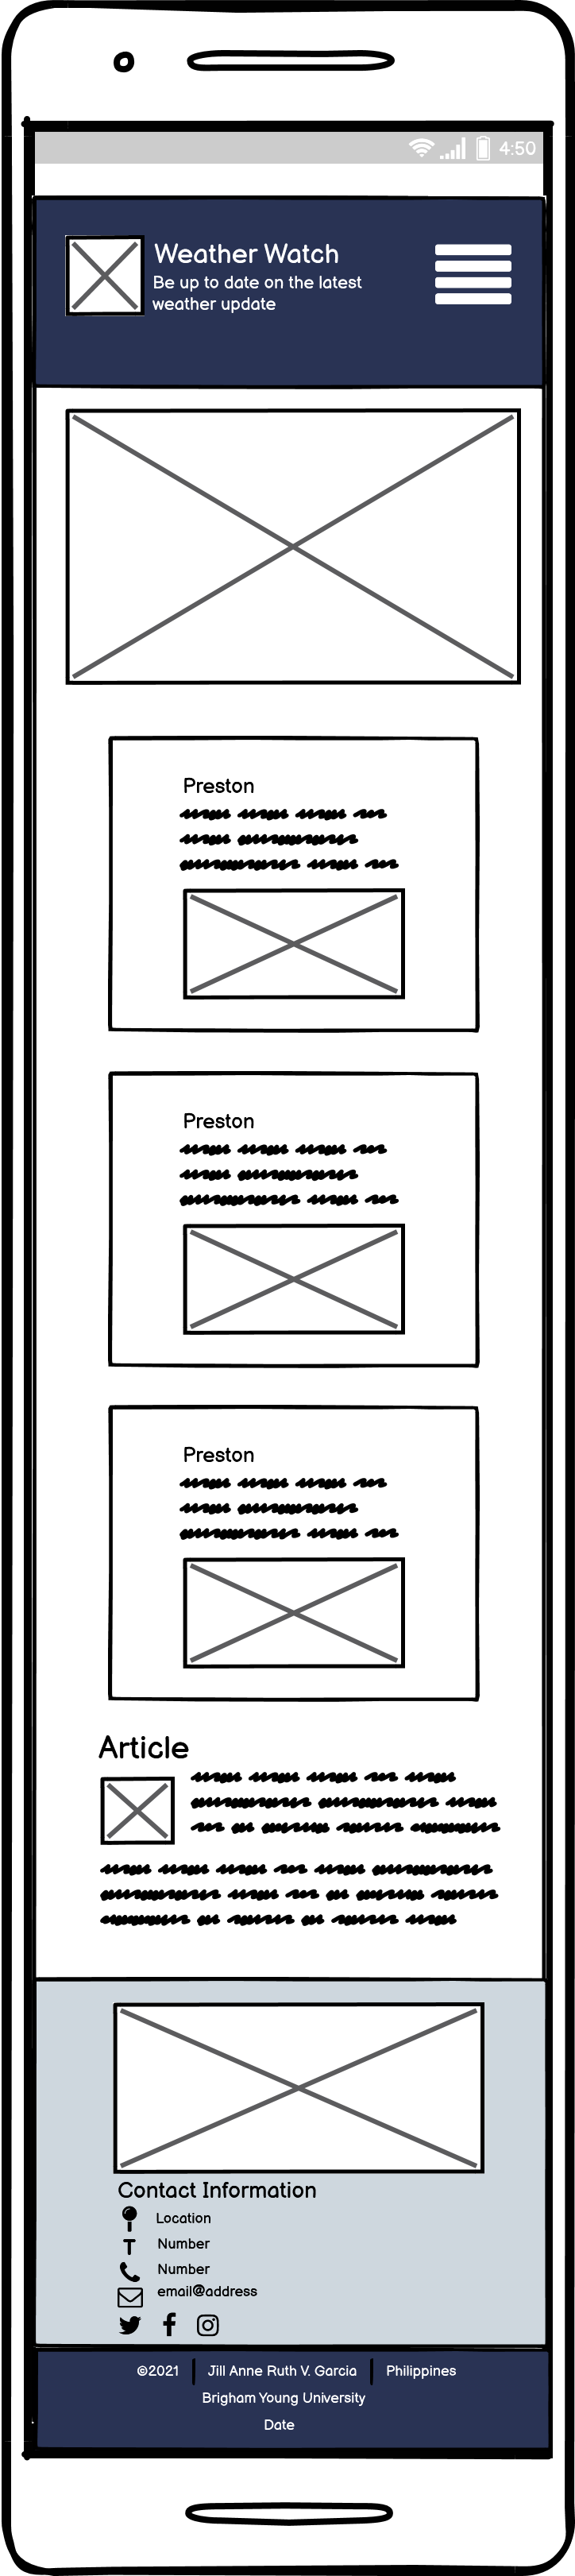 4:50
Weather Watch
Be up to date on the latest
weather update
Preston
Preston
Preston
Article
Contact Information
Location
T Number
Number
email@address
©2021 | Jill Anne Ruth V. Garcia | Philippines
Brigham Young University
Date